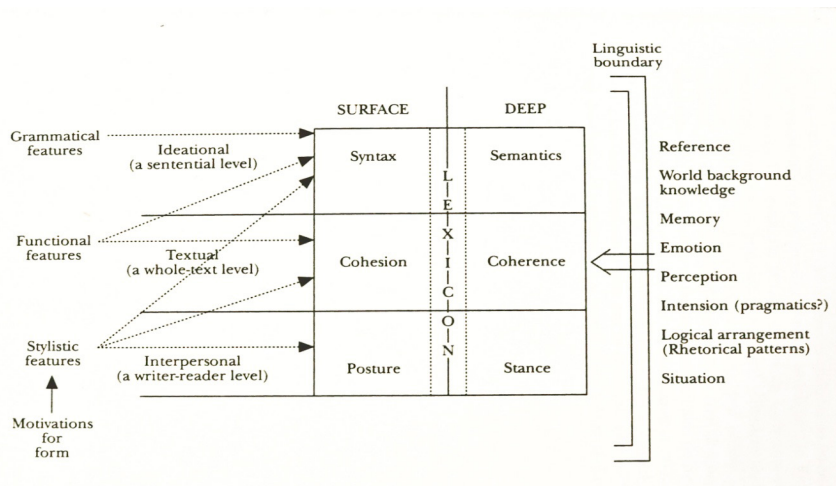 Linguistic
boundary
SURFACE
DEEP
Grammatical
features
Ideational
(a sentential level)
Syntax
Semantics
Functional
features
Textual
(a whole-text level)
Cohesion
Coherence
Stylistic
features
Interpersonal
(a writer-reader level)
Posture
Stance
Motivations
for
form
L
E
X
I
C
O
N
Reference
World background
knowledge
Memory
Emotion
Perception
Intension (pragmatics?)
Logical arrangement
(Rhetorical patterns)
Situation